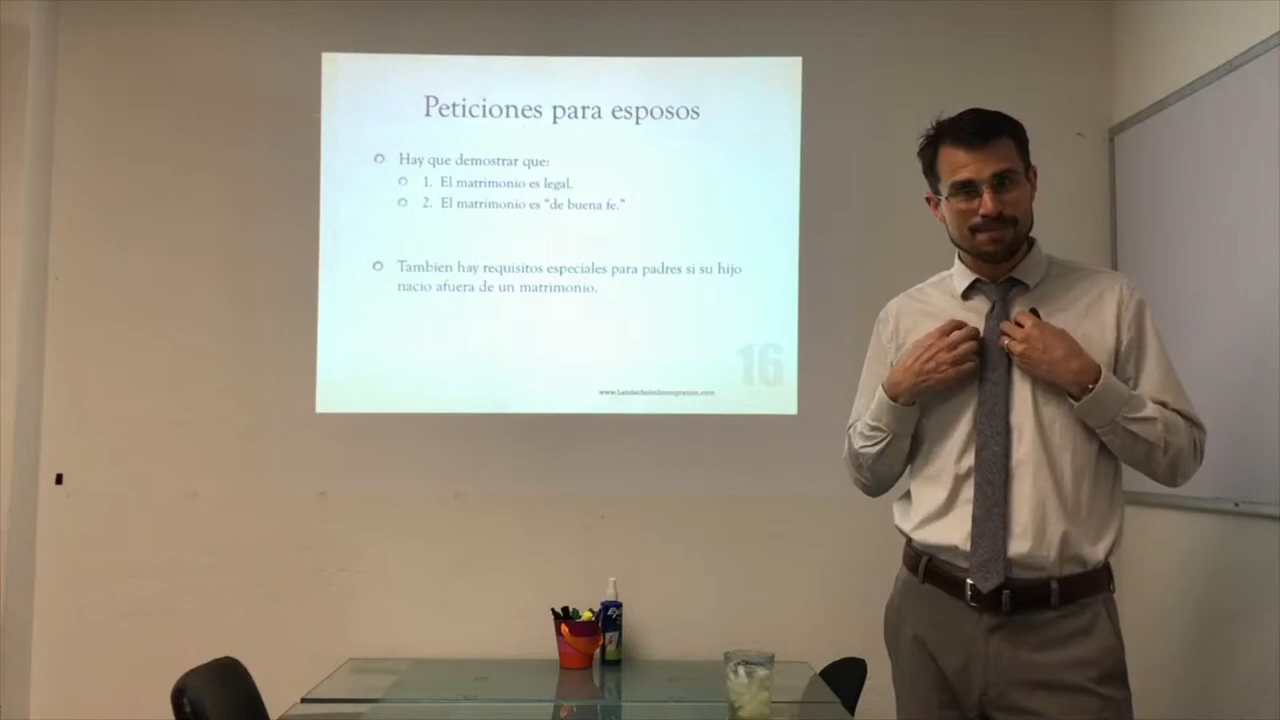 Peticiones para esposos
Hay que demostrar que:
1. El matrimonio es legal.
2. El matrimonio es "de buena fe."
Tambien hay requisitos especiales para padres si su hijo
nacio afuera de un matrimonio.
16